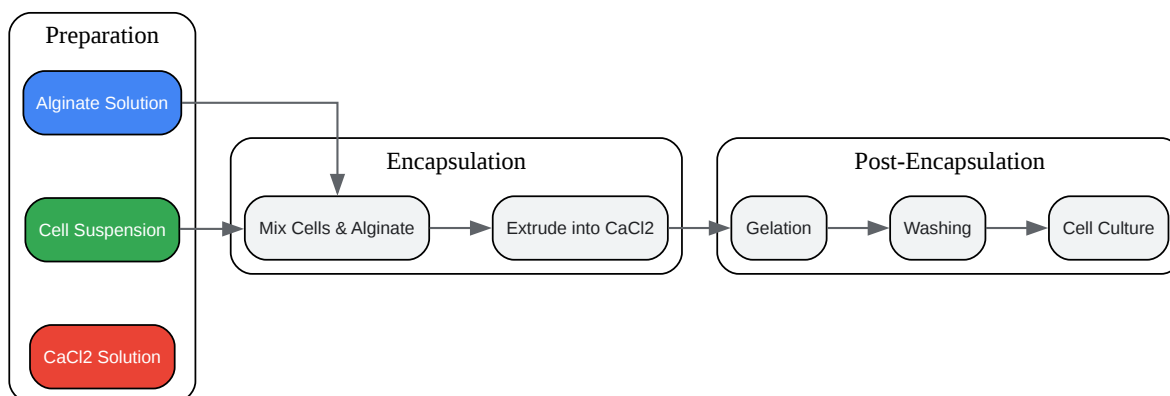 Preparation
Alginate Solution
Cell Suspension
CaCl2 Solution
Encapsulation
Mix Cells & Alginate
Extrude into CaCl2
Post-Encapsulation
Gelation
Washing
Cell Culture